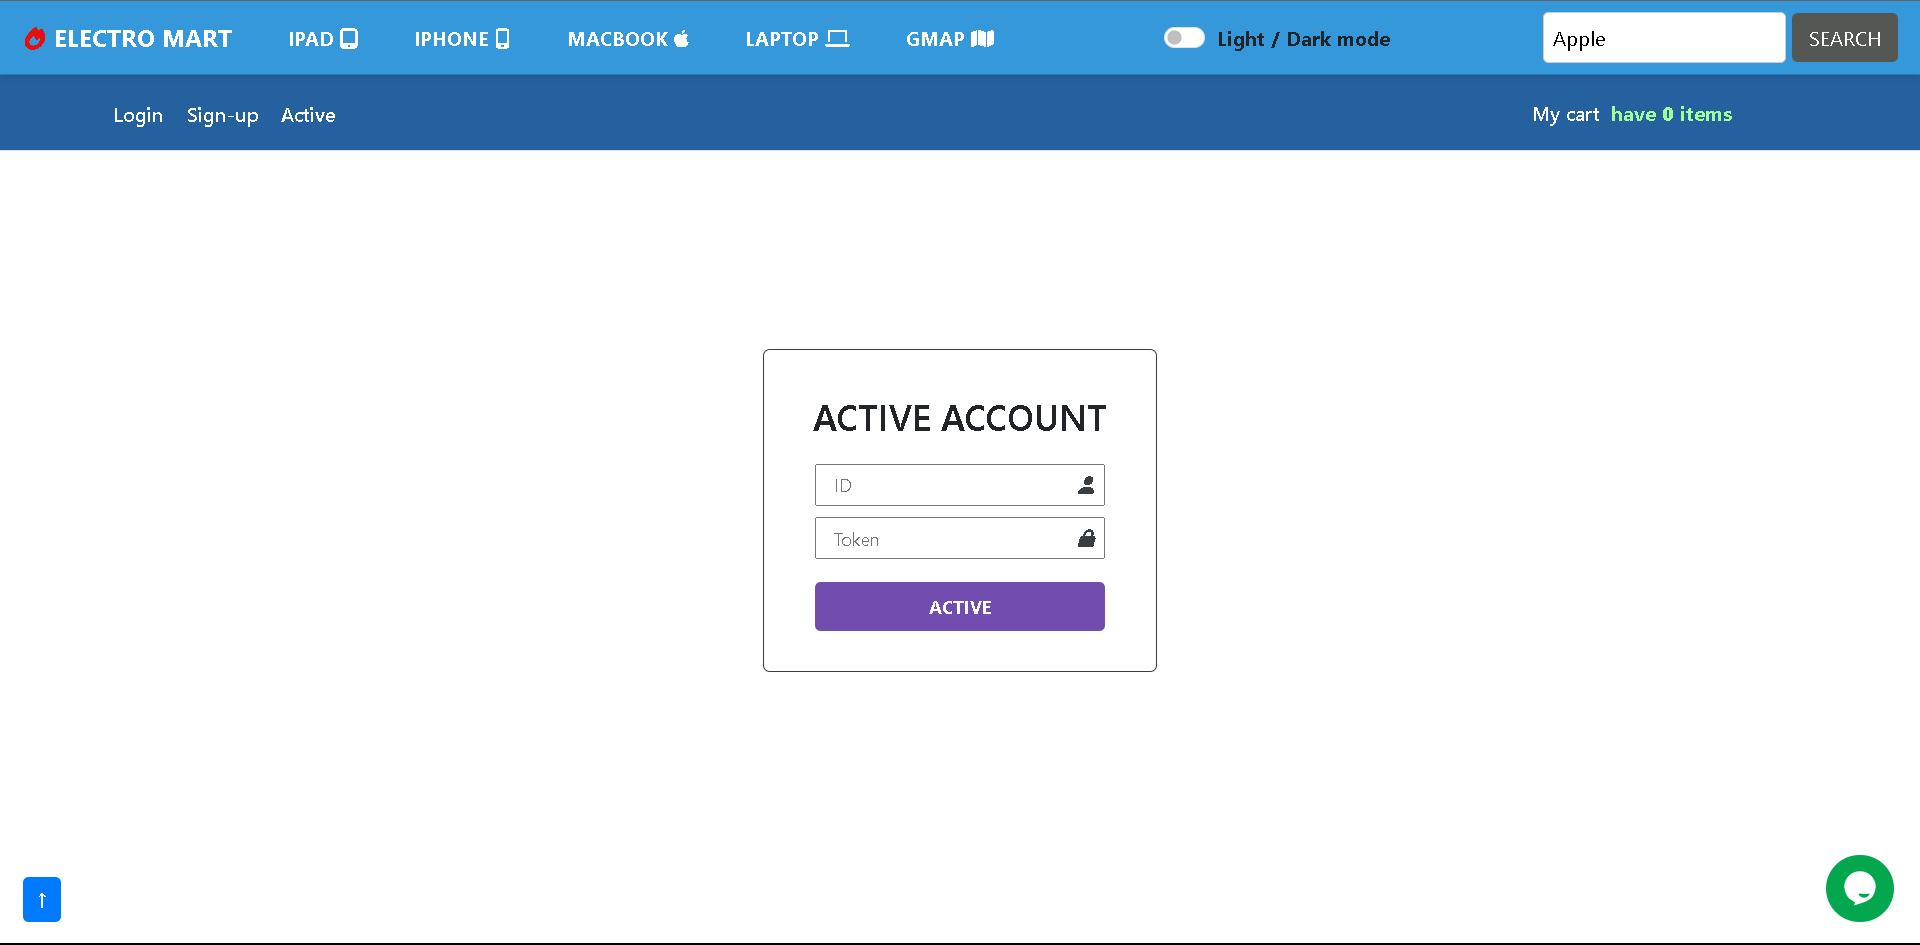 ELECTRO MART IPAD IPHONE MACBOOK LAPTOP GMAP Light / Dark mode Apple SEARCH
Login Sign-up Active My cart have 0 items
ACTIVE ACCOUNT
ID
Token
ACTIVE
↑